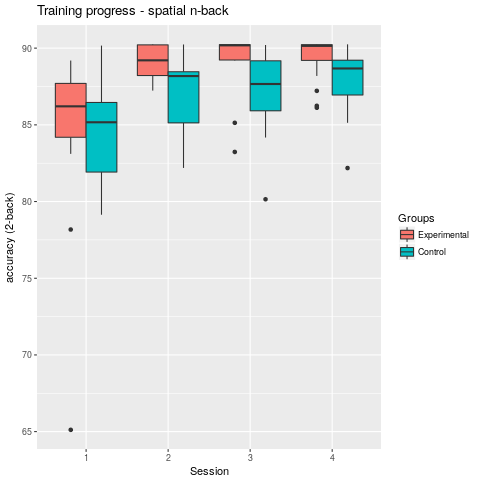 Training progress - spatial n-back
accuracy (2-back)
90
85
80
75
70
65
1 2 3 4
Session
Groups
Experimental
Control